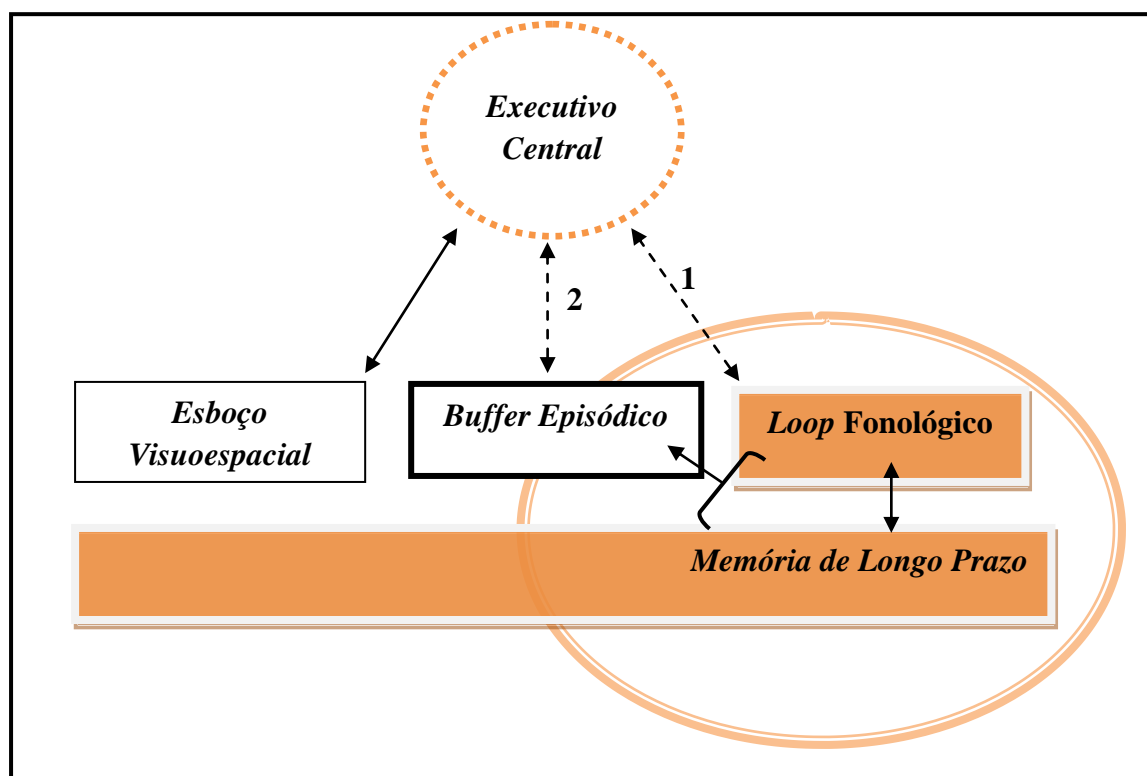 Executivo
Central
1
2
Esboço
Visuoespacial
Buffer Episódico
Loop Fonológico
Memória de Longo Prazo